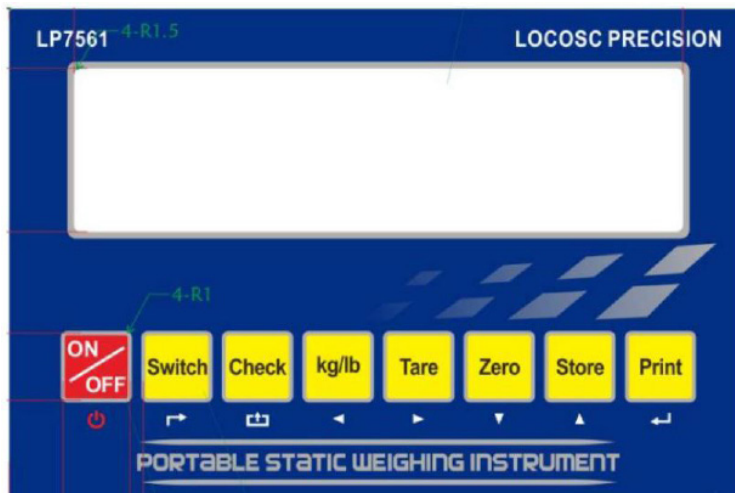 LP7561 4-R1.5 LOCOSC PRECISION
4-R1
ON
OFF
Switch Check kg/lb Tare Zero Store Print
PORTABLE STATIC WEIGHING INSTRUMENT